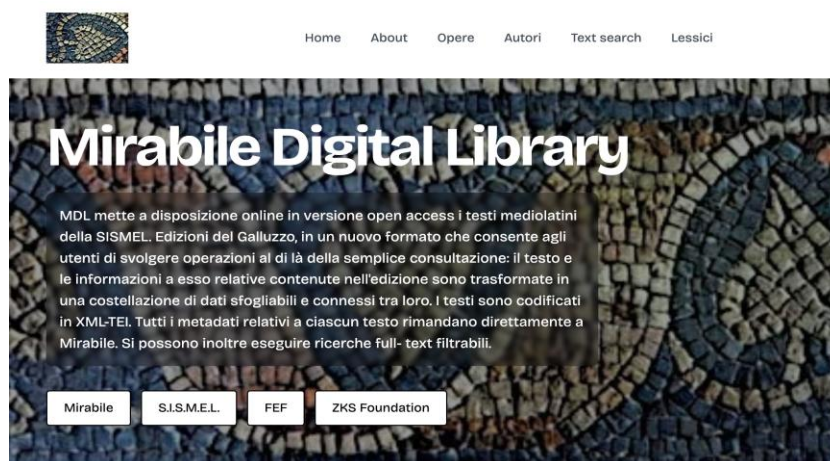 Home About Opere Autori Text search Lessici
Mirabile Digital Library
MDL mette a disposizione online in versione open access i testi mediolatini
della SISMEL. Edizioni del Galluzzo, in un nuovo formato che consente agli
utenti di svolgere operazioni al di là della semplice consultazione: il testo e
le informazioni a esso relative contenute nell'edizione sono trasformate in
una costellazione di dati sfogliabili e connessi tra loro. I testi sono codificati
in XML-TEI. Tutti i metadati relativi a ciascun testo rimandano direttamente a
Mirabile. Si possono inoltre eseguire ricerche full- text filtrabili.
Mirabile S.I.S.M.E.L. FEF ZKS Foundation